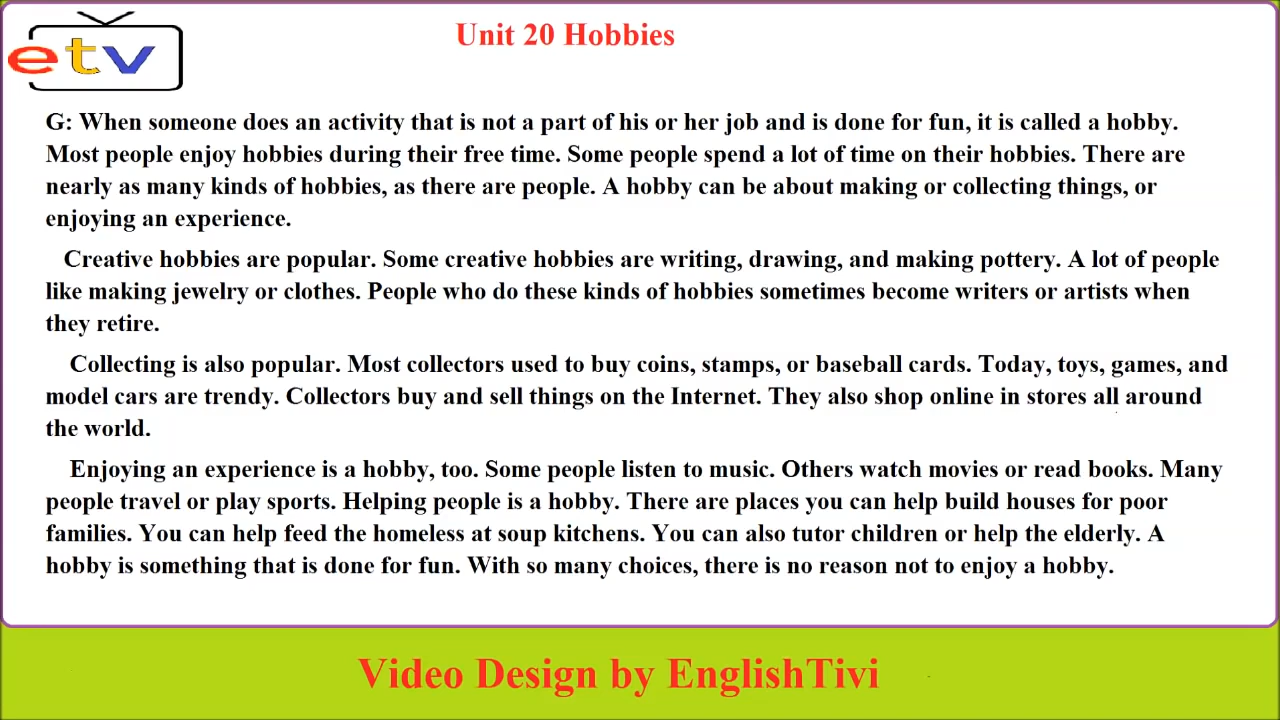 etv
Unit 20 Hobbies
G: When someone does an activity that is not a part of his or her job and is done for fun, it is called a hobby.
Most people enjoy hobbies during their free time. Some people spend a lot of time on their hobbies. There are
nearly as many kinds of hobbies, as there are people. A hobby can be about making or collecting things, or
enjoying an experience.
Creative hobbies are popular. Some creative hobbies are writing, drawing, and making pottery. A lot of people
like making jewelry or clothes. People who do these kinds of hobbies sometimes become writers or artists when
they retire.
Collecting is also popular. Most collectors used to buy coins, stamps, or baseball cards. Today, toys, games, and
model cars are trendy. Collectors buy and sell things on the Internet. They also shop online in stores all around
the world.
Enjoying an experience is a hobby, too. Some people listen to music. Others watch movies or read books. Many
people travel or play sports. Helping people is a hobby. There are places you can help build houses for poor
families. You can help feed the homeless at soup kitchens. You can also tutor children or help the elderly. A
hobby is something that is done for fun. With so many choices, there is no reason not to enjoy a hobby.
Video Design by EnglishTivi